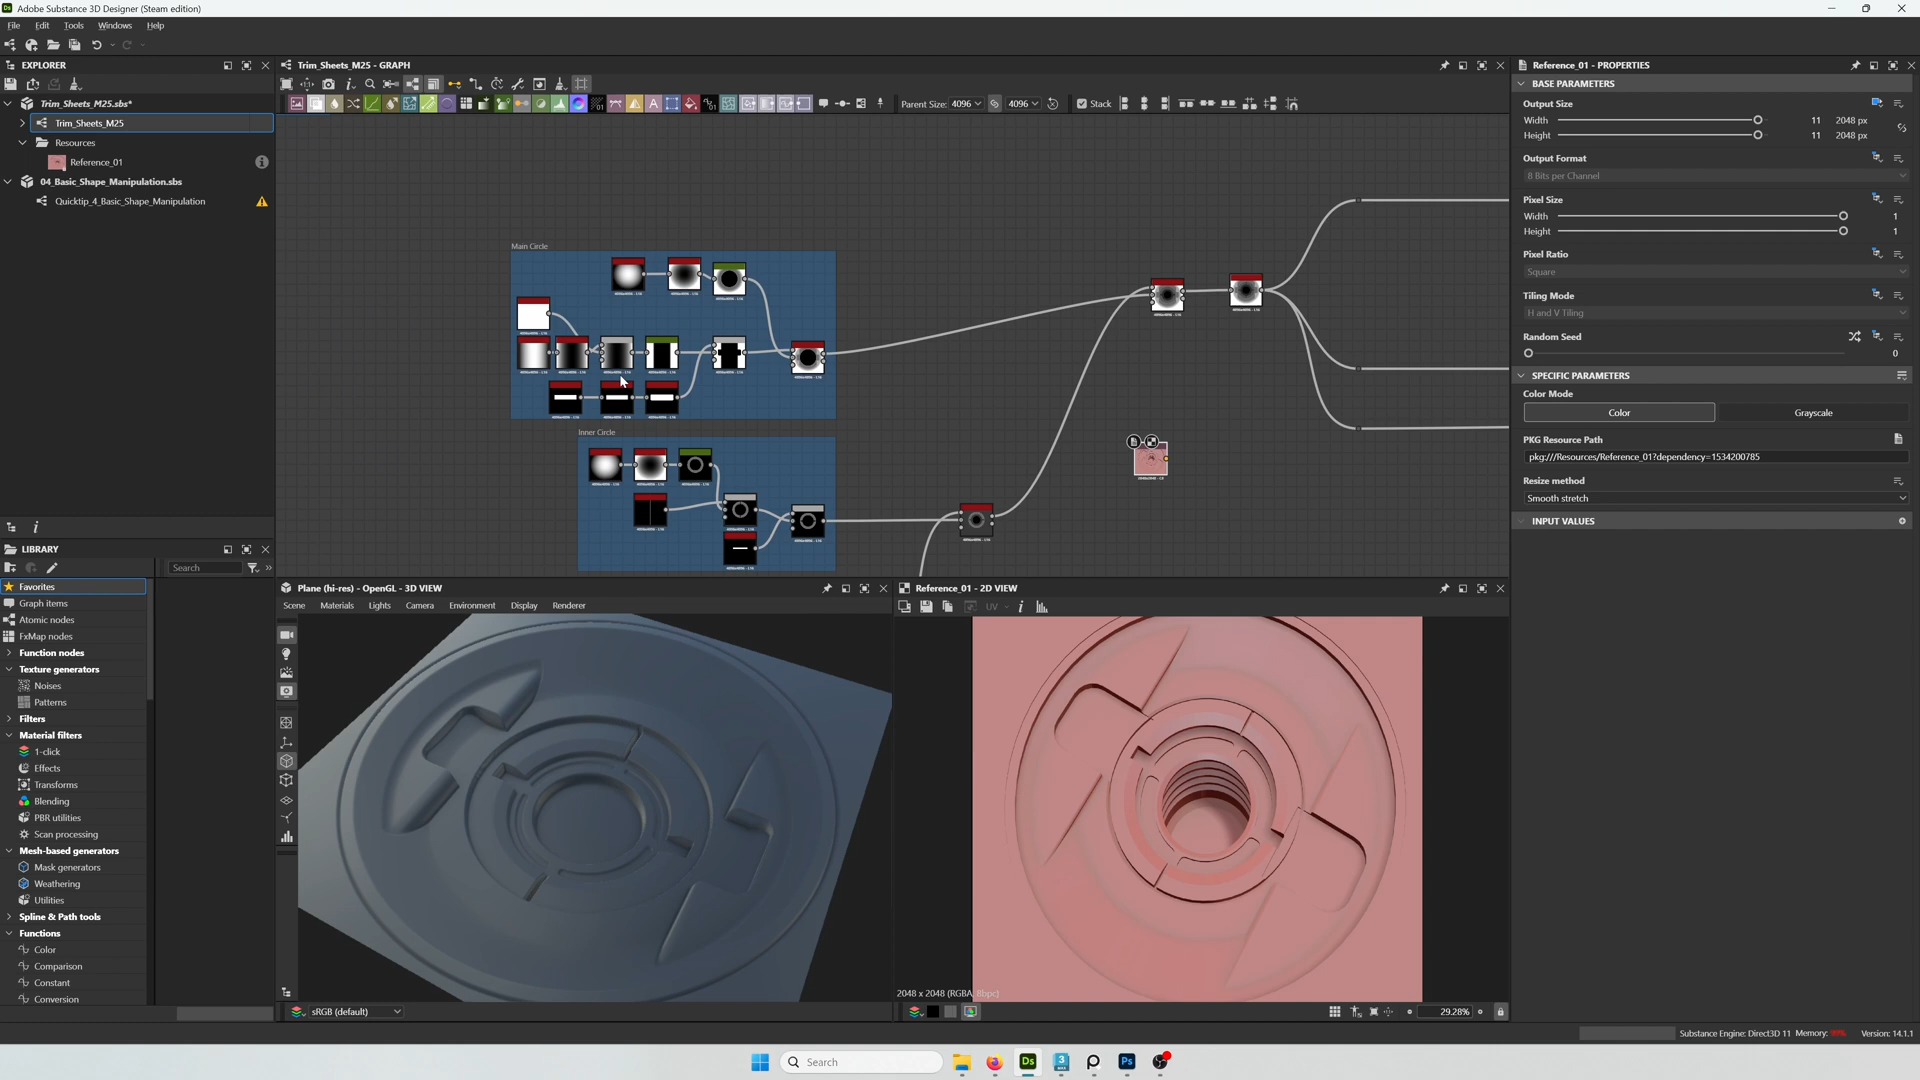 Adobe Substance 3D Designer (Steam edition)
File Edit Tools Windows Help
EXPLORER
Trim_Sheets_M25.sbs*
Trim_Sheets_M25
Resources
Reference_01
04_Basic_Shape_Manipulation.sbs
Quicktip_4_Basic_Shape_Manipulation
LIBRARY
Search
Favorites
Graph items
Atomic nodes
FxMap nodes
Function nodes
Texture generators
Noises
Patterns
Filters
Material filters
1-click
Effects
Transforms
Blending
PBR utilities
Scan processing
Mesh-based generators
Mask generators
Weathering
Utilities
Spline & Path tools
Functions
Color
Comparison
Constant
Conversion
Trim_Sheets_M25 - GRAPH
Parent Size: 4096 4096 Stack
Main Circle
Inner Circle
Plane (hi-res) - OpenGL - 3D VIEW
Scene Materials Lights Camera Environment Display Renderer
sRGB (default)
Reference_01 - 2D VIEW
UV
2048 x 2048 (RGBA, 8bpc)
29.28%
Reference_01 - PROPERTIES
BASE PARAMETERS
Output Size
Width 11 2048 px
Height 11 2048 px
Output Format
8 Bits per Channel
Pixel Size
Width 1
Height 1
Pixel Ratio
Square
Tiling Mode
H and V Tiling
Random Seed
0
SPECIFIC PARAMETERS
Color Mode
Color Grayscale
PKG Resource Path
pkg:///Resources/Reference_01?dependency=1534200785
Resize method
Smooth stretch
INPUT VALUES
Substance Engine: Direct3D 11 Memory: Version: 14.1.1
Search
Ds
3
Ps